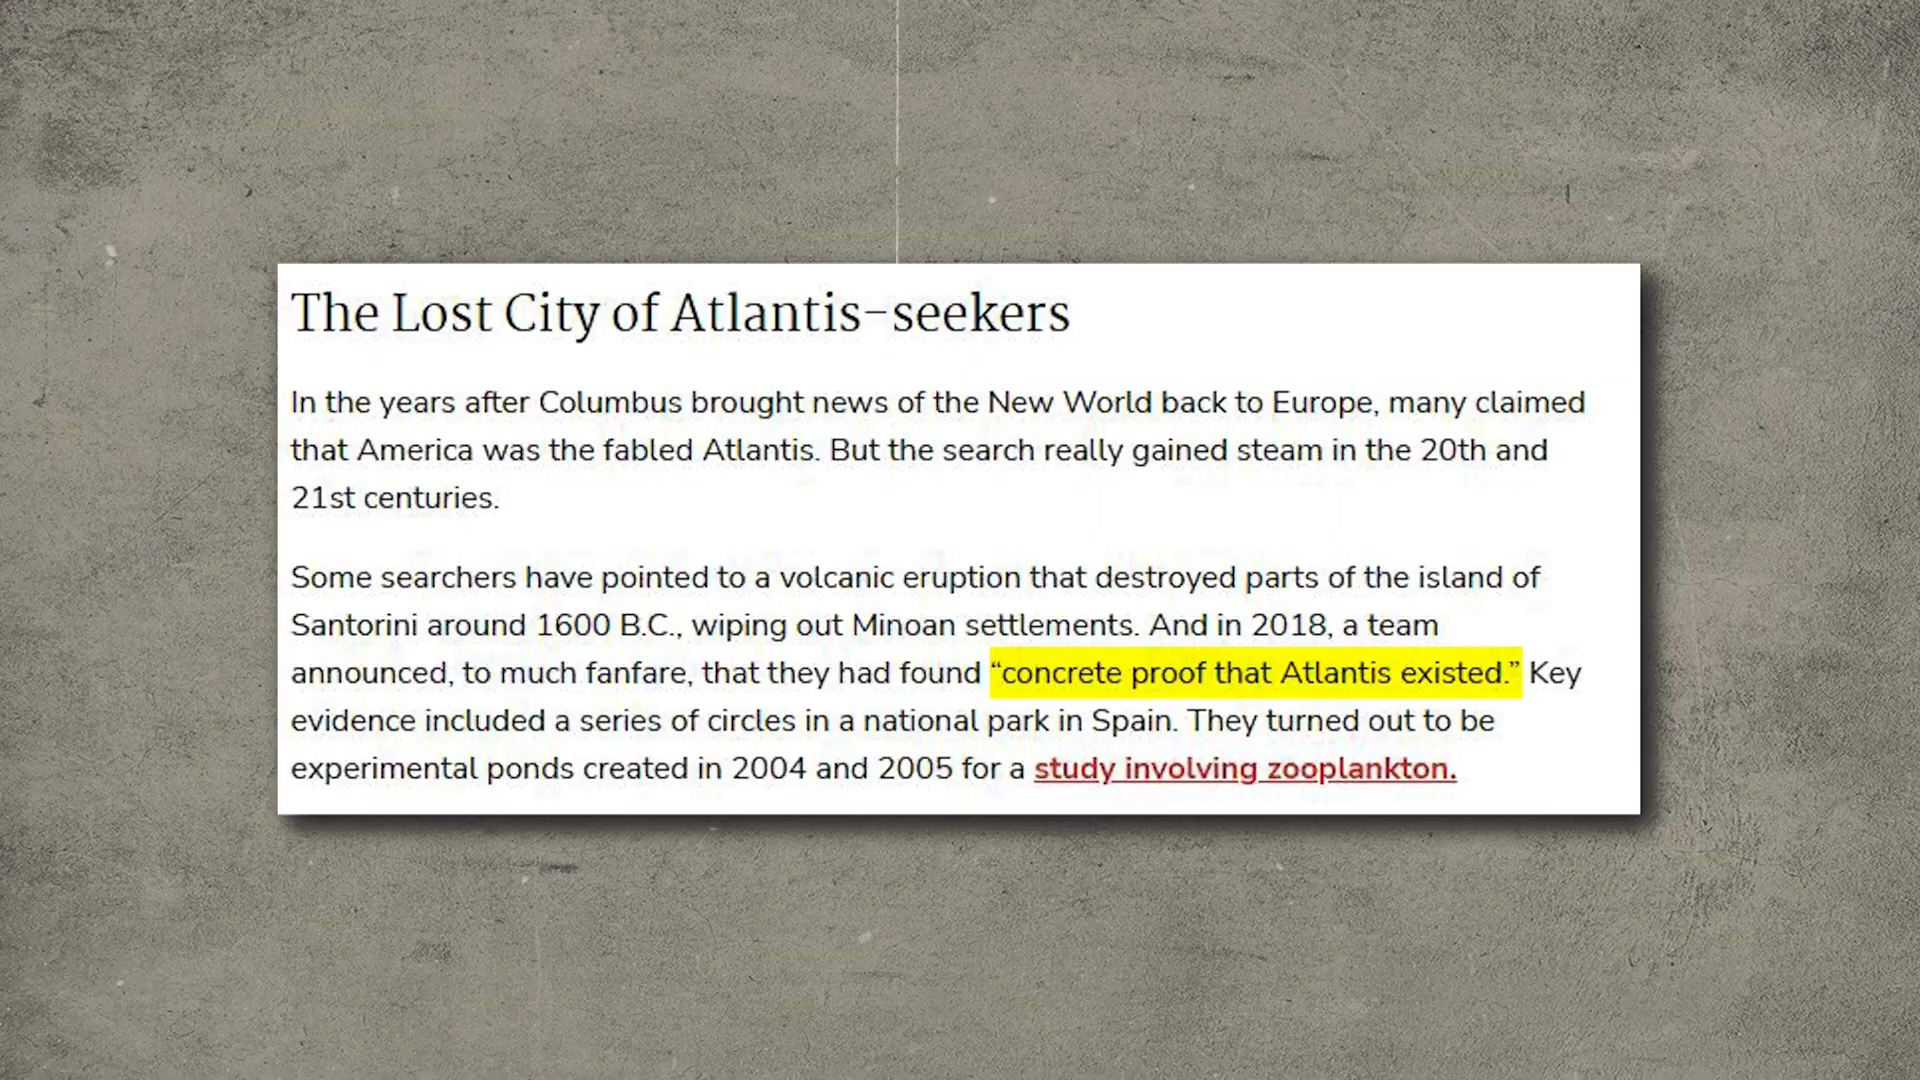 The Lost City of Atlantis-seekers
In the years after Columbus brought news of the New World back to Europe, many claimed
that America was the fabled Atlantis. But the search really gained steam in the 20th and
21st centuries.
Some searchers have pointed to a volcanic eruption that destroyed parts of the island of
Santorini around 1600 B.C., wiping out Minoan settlements. And in 2018, a team
announced, to much fanfare, that they had found “concrete proof that Atlantis existed.” Key
evidence included a series of circles in a national park in Spain. They turned out to be
experimental ponds created in 2004 and 2005 for a study involving zooplankton.